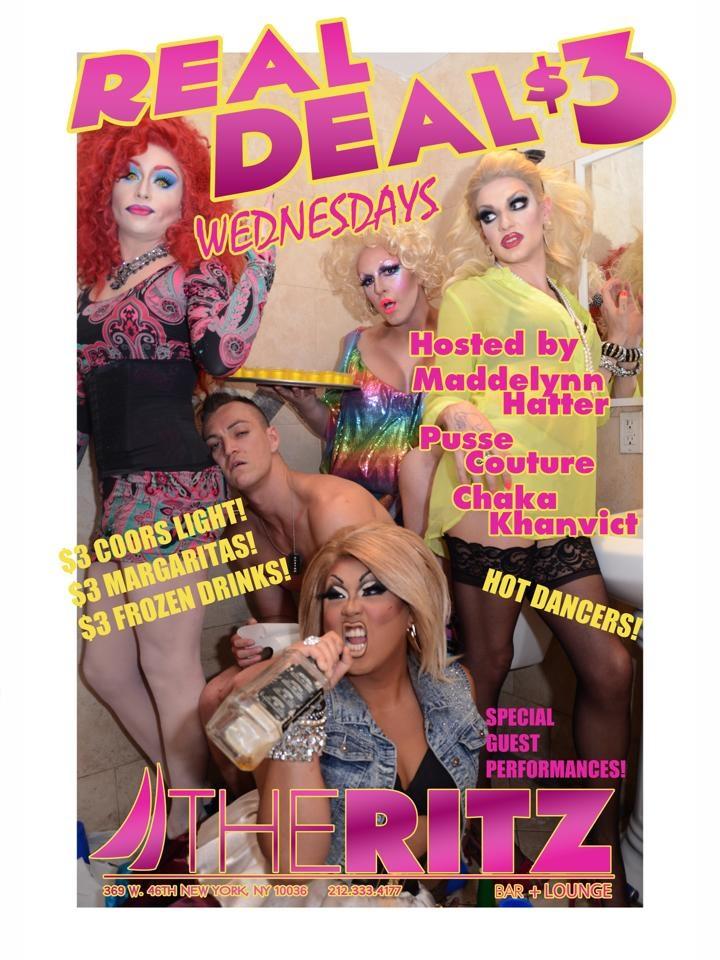 REAL
DEAL $3
WEDNESDAYS
Hosted by
Maddelynn
Hatter
Pusse
Couture
Chaka
Khanvict
$3 COORS LIGHT!
$3 MARGARITAS!
$3 FROZEN DRINKS!
HOT DANCERS!
SPECIAL
GUEST
PERFORMANCES!
THE RITZ
369 W. 46TH NEW YORK, NY 10036 212.333.4177 BAR + LOUNGE